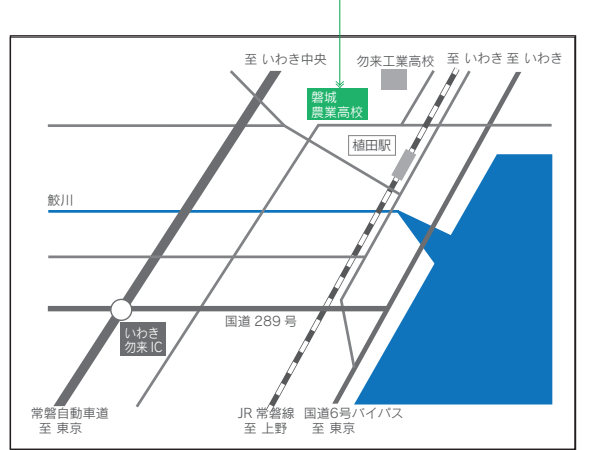 至 いわき中央
勿来工業高校
至 いわき
至 いわき
磐城
農業高校
植田駅
鮫川
国道 289 号
いわき
勿来 IC
常磐自動車道
至 東京
JR 常磐線
至 上野
国道6号バイパス
至 東京